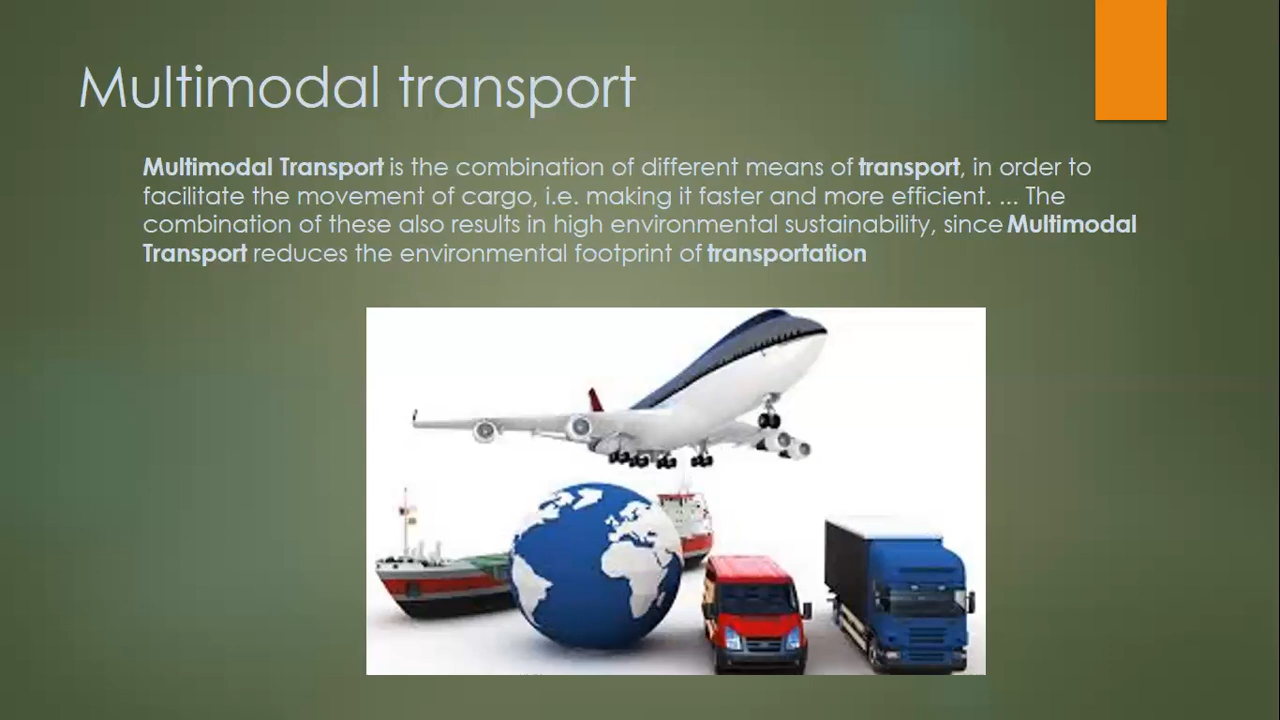 Multimodal transport
Multimodal Transport is the combination of different means of transport, in order to
facilitate the movement of cargo, i.e. making it faster and more efficient. ... The
combination of these also results in high environmental sustainability, since Multimodal
Transport reduces the environmental footprint of transportation